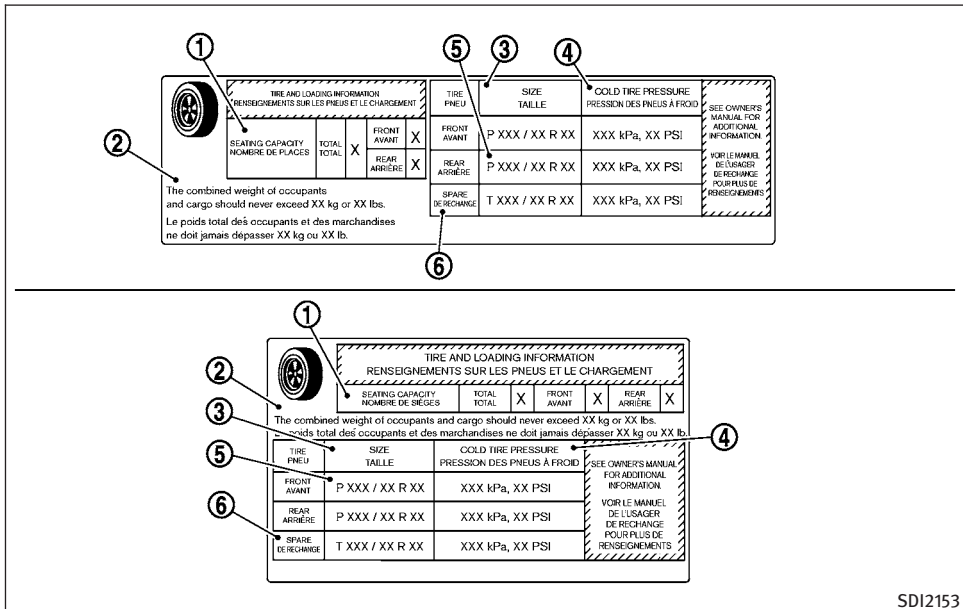 1
5
3
4
TIRE AND LOADING INFORMATION
RENSEIGNEMENTS SUR LES PNEUS ET LE CHARGEMENT
SEATING CAPACITY
NOMBRE DE PLACES
TOTAL
TOTAL
X
FRONT
AVANT
X
REAR
ARRIÈRE
X
2
The combined weight of occupants
and cargo should never exceed XX kg or XX lbs.
Le poids total des occupants et des marchandises
ne doit jamais dépasser XX kg ou XX lb.
TIRE
PNEU
SIZE
TAILLE
COLD TIRE PRESSURE
PRESSION DES PNEUS À FROID
FRONT
AVANT
P XXX / XX R XX
XXX kPa, XX PSI
REAR
ARRIÈRE
P XXX / XX R XX
XXX kPa, XX PSI
SPARE
DE RECHANGE
T XXX / XX R XX
XXX kPa, XX PSI
SEE OWNER'S
MANUAL FOR
ADDITIONAL
INFORMATION.
VOIR LE MANUEL
DE L'USAGER
DE RECHANGE
POUR PLUS DE
RENSEIGNEMENTS
6
1
TIRE AND LOADING INFORMATION
RENSEIGNEMENTS SUR LES PNEUS ET LE CHARGEMENT
SEATING CAPACITY
NOMBRE DE SIÈGES
TOTAL
TOTAL
X
FRONT
AVANT
X
REAR
ARRIÈRE
X
2
The combined weight of occupants and cargo should never exceed XX kg or XX lbs.
Le poids total des occupants et des marchandises ne doit jamais dépasser XX kg ou XX lb.
3
4
TIRE
PNEU
SIZE
TAILLE
COLD TIRE PRESSURE
PRESSION DES PNEUS À FROID
5
FRONT
AVANT
P XXX / XX R XX
XXX kPa, XX PSI
REAR
ARRIÈRE
P XXX / XX R XX
XXX kPa, XX PSI
6
SPARE
DE RECHANGE
T XXX / XX R XX
XXX kPa, XX PSI
SEE OWNER'S MANUAL
FOR ADDITIONAL
INFORMATION.
VOIR LE MANUEL
DE L'USAGER
DE RECHANGE
POUR PLUS DE
RENSEIGNEMENTS
SDI2153